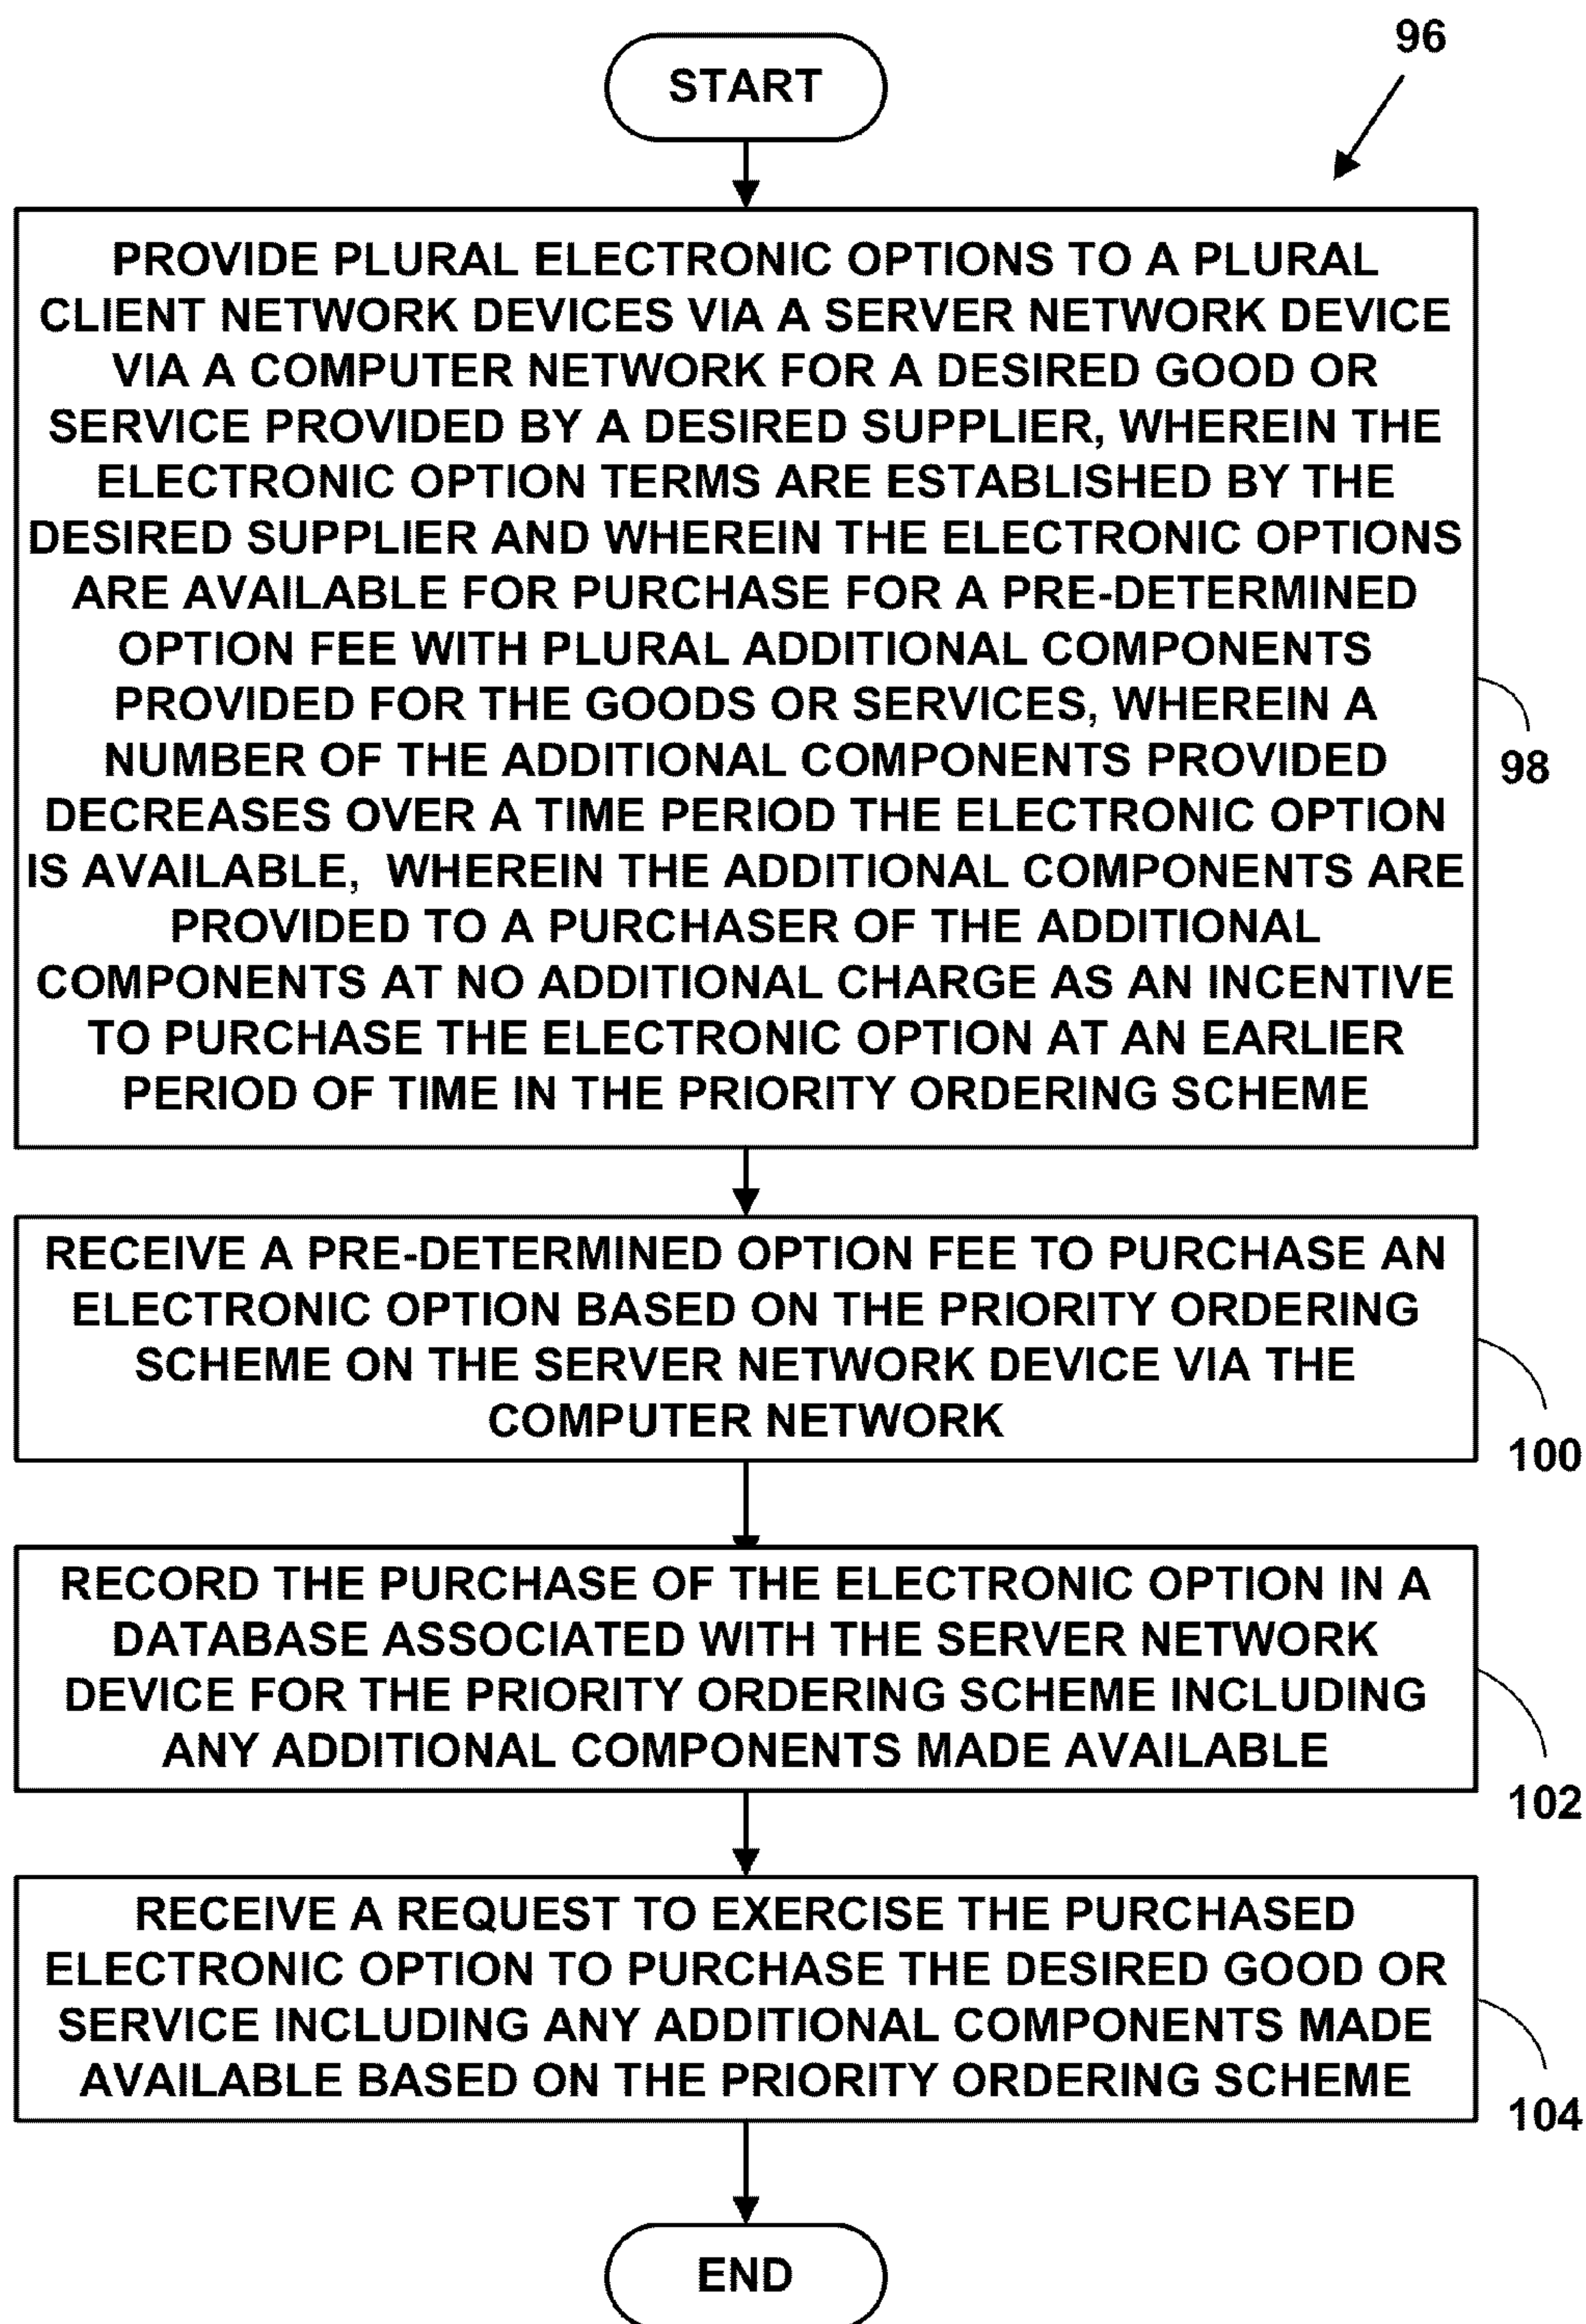 96
START
PROVIDE PLURAL ELECTRONIC OPTIONS TO A PLURAL
CLIENT NETWORK DEVICES VIA A SERVER NETWORK DEVICE
VIA A COMPUTER NETWORK FOR A DESIRED GOOD OR
SERVICE PROVIDED BY A DESIRED SUPPLIER, WHEREIN THE
ELECTRONIC OPTION TERMS ARE ESTABLISHED BY THE
DESIRED SUPPLIER AND WHEREIN THE ELECTRONIC OPTIONS
ARE AVAILABLE FOR PURCHASE FOR A PRE-DETERMINED
OPTION FEE WITH PLURAL ADDITIONAL COMPONENTS
PROVIDED FOR THE GOODS OR SERVICES, WHEREIN A
NUMBER OF THE ADDITIONAL COMPONENTS PROVIDED
DECREASES OVER A TIME PERIOD THE ELECTRONIC OPTION
IS AVAILABLE, WHEREIN THE ADDITIONAL COMPONENTS ARE
PROVIDED TO A PURCHASER OF THE ADDITIONAL
COMPONENTS AT NO ADDITIONAL CHARGE AS AN INCENTIVE
TO PURCHASE THE ELECTRONIC OPTION AT AN EARLIER
PERIOD OF TIME IN THE PRIORITY ORDERING SCHEME
98
RECEIVE A PRE-DETERMINED OPTION FEE TO PURCHASE AN
ELECTRONIC OPTION BASED ON THE PRIORITY ORDERING
SCHEME ON THE SERVER NETWORK DEVICE VIA THE
COMPUTER NETWORK
100
RECORD THE PURCHASE OF THE ELECTRONIC OPTION IN A
DATABASE ASSOCIATED WITH THE SERVER NETWORK
DEVICE FOR THE PRIORITY ORDERING SCHEME INCLUDING
ANY ADDITIONAL COMPONENTS MADE AVAILABLE
102
RECEIVE A REQUEST TO EXERCISE THE PURCHASED
ELECTRONIC OPTION TO PURCHASE THE DESIRED GOOD OR
SERVICE INCLUDING ANY ADDITIONAL COMPONENTS MADE
AVAILABLE BASED ON THE PRIORITY ORDERING SCHEME
104
END